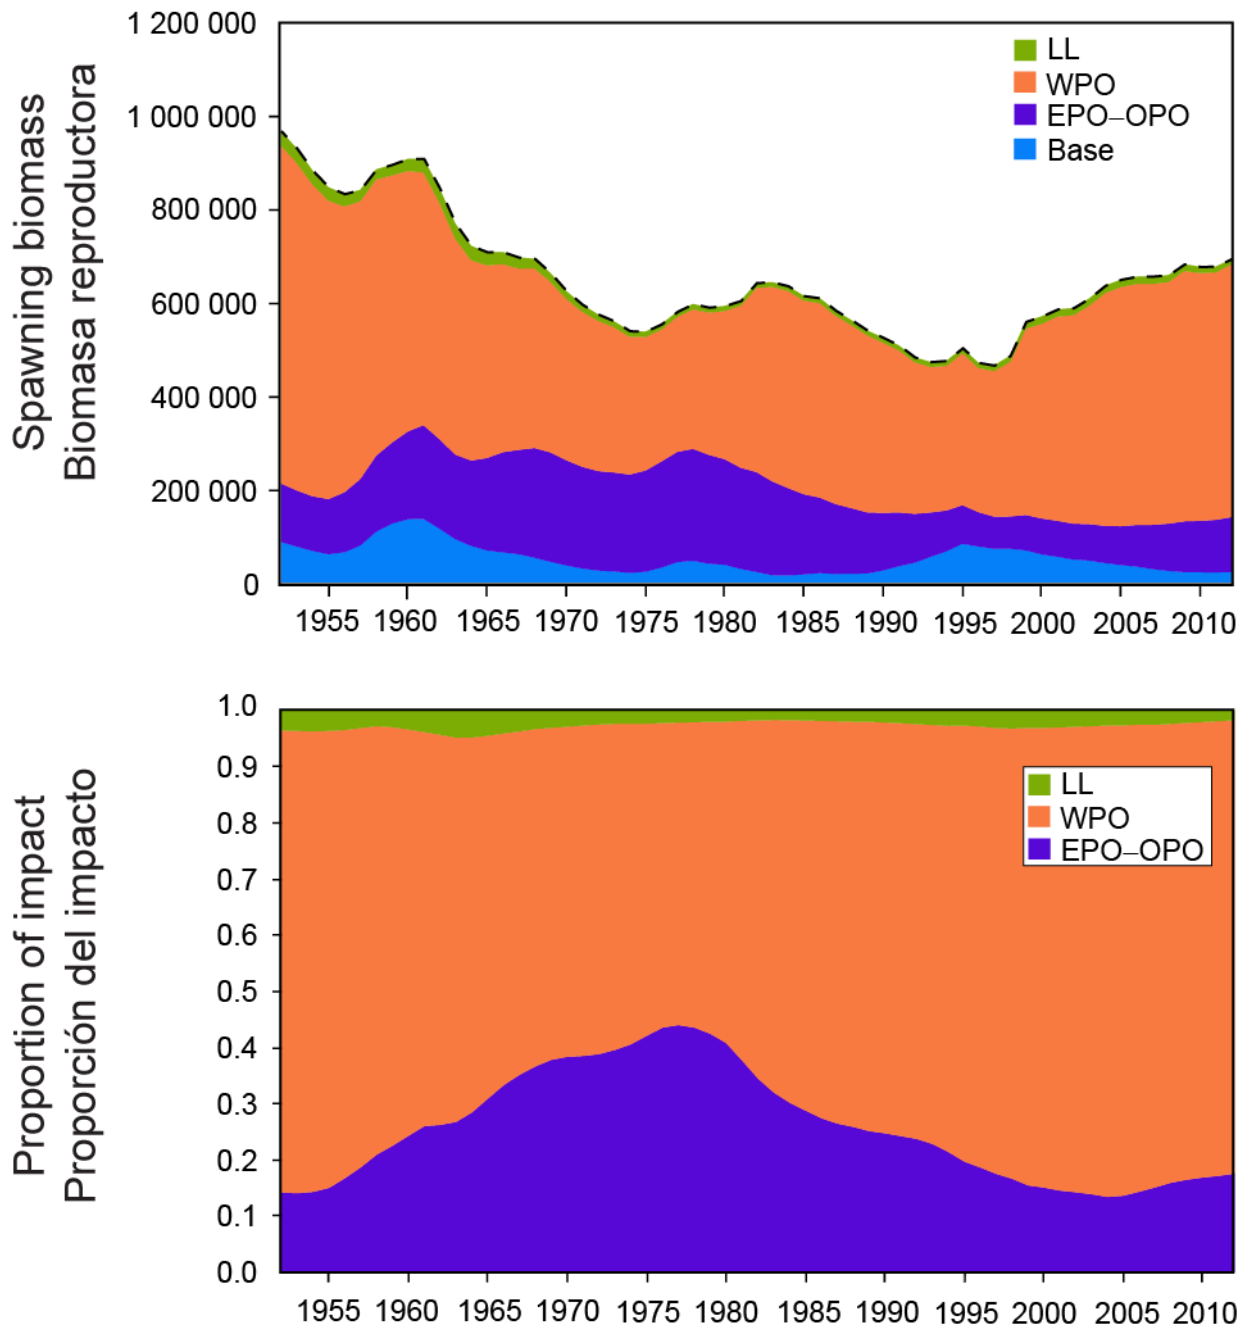 Spawning biomass
Biomasa reproductora
1 200 000
1 000 000
800 000
600 000
400 000
200 000
0
LL
WPO
EPO–OPO
Base
1955 1960 1965 1970 1975 1980 1985 1990 1995 2000 2005 2010
Proportion of impact
Proporción del impacto
1.0
0.9
0.8
0.7
0.6
0.5
0.4
0.3
0.2
0.1
0.0
LL
WPO
EPO–OPO
1955 1960 1965 1970 1975 1980 1985 1990 1995 2000 2005 2010